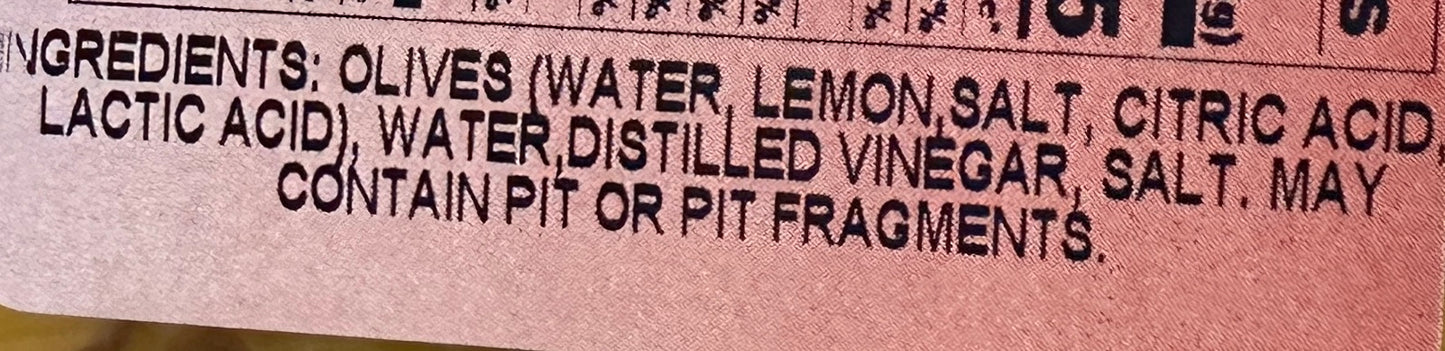 INGREDIENTS: OLIVES (WATER, LEMON,SALT, CITRIC ACID,
LACTIC ACID), WATER,DISTILLED VINEGAR, SALT. MAY
CONTAIN PIT OR PIT FRAGMENTS.